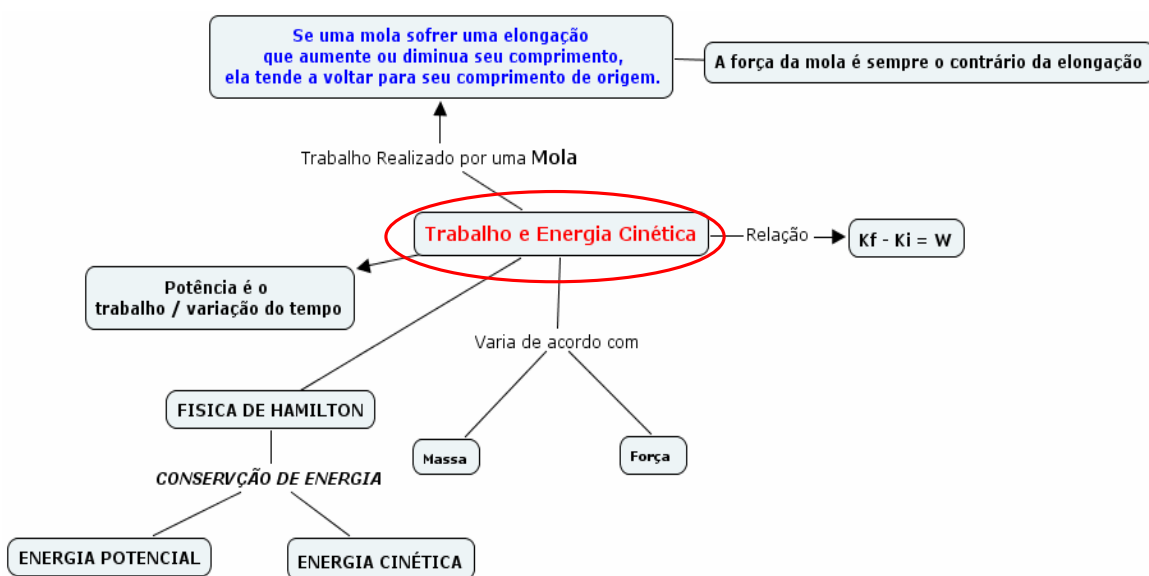 Se uma mola sofrer uma elongação
que aumente ou diminua seu comprimento,
ela tende a voltar para seu comprimento de origem.
A força da mola é sempre o contrário da elongação
Trabalho Realizado por uma Mola
Trabalho e Energia Cinética
Relação
Kf - Ki = W
Potência é o
trabalho / variação do tempo
Varia de acordo com
FISICA DE HAMILTON
Massa
Força
CONSERVÇÃO DE ENERGIA
ENERGIA POTENCIAL
ENERGIA CINÉTICA